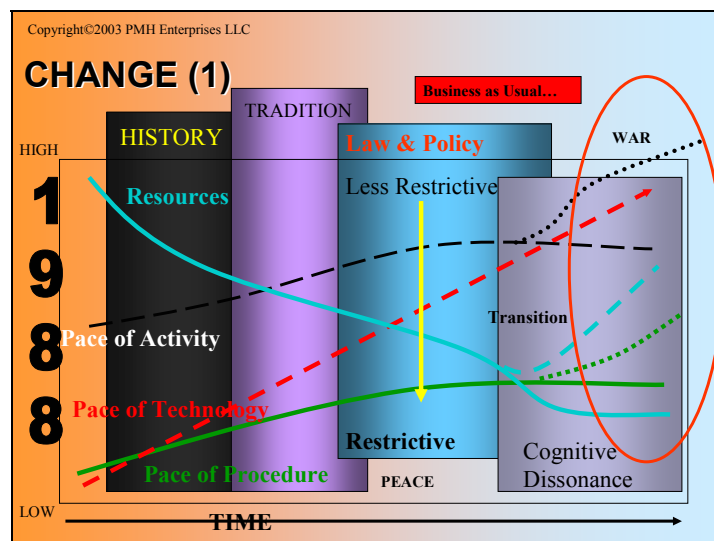 Copyright©2003 PMH Enterprises LLC
CHANGE (1)
Business as Usual…
TRADITION
HISTORY
Law & Policy
WAR
HIGH
Less Restrictive
Resources
1
9
8
8
Pace of Activity
Transition
Pace of Technology
Restrictive
Pace of Procedure
Cognitive
Dissonance
PEACE
LOW
TIME